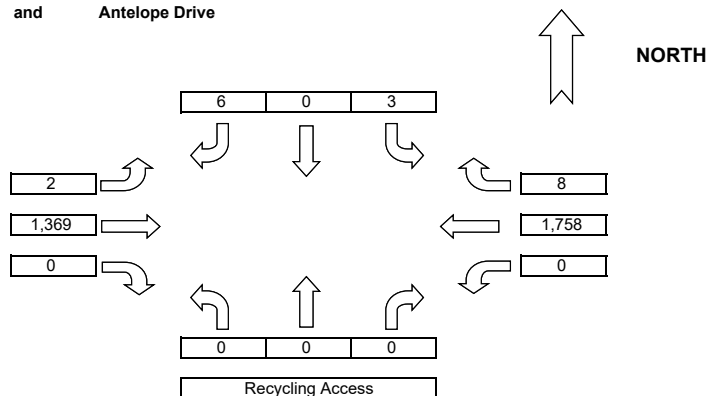 and Antelope Drive
NORTH
6 0 3
2 8
1,369 1,758
0 0
0 0 0
Recycling Access